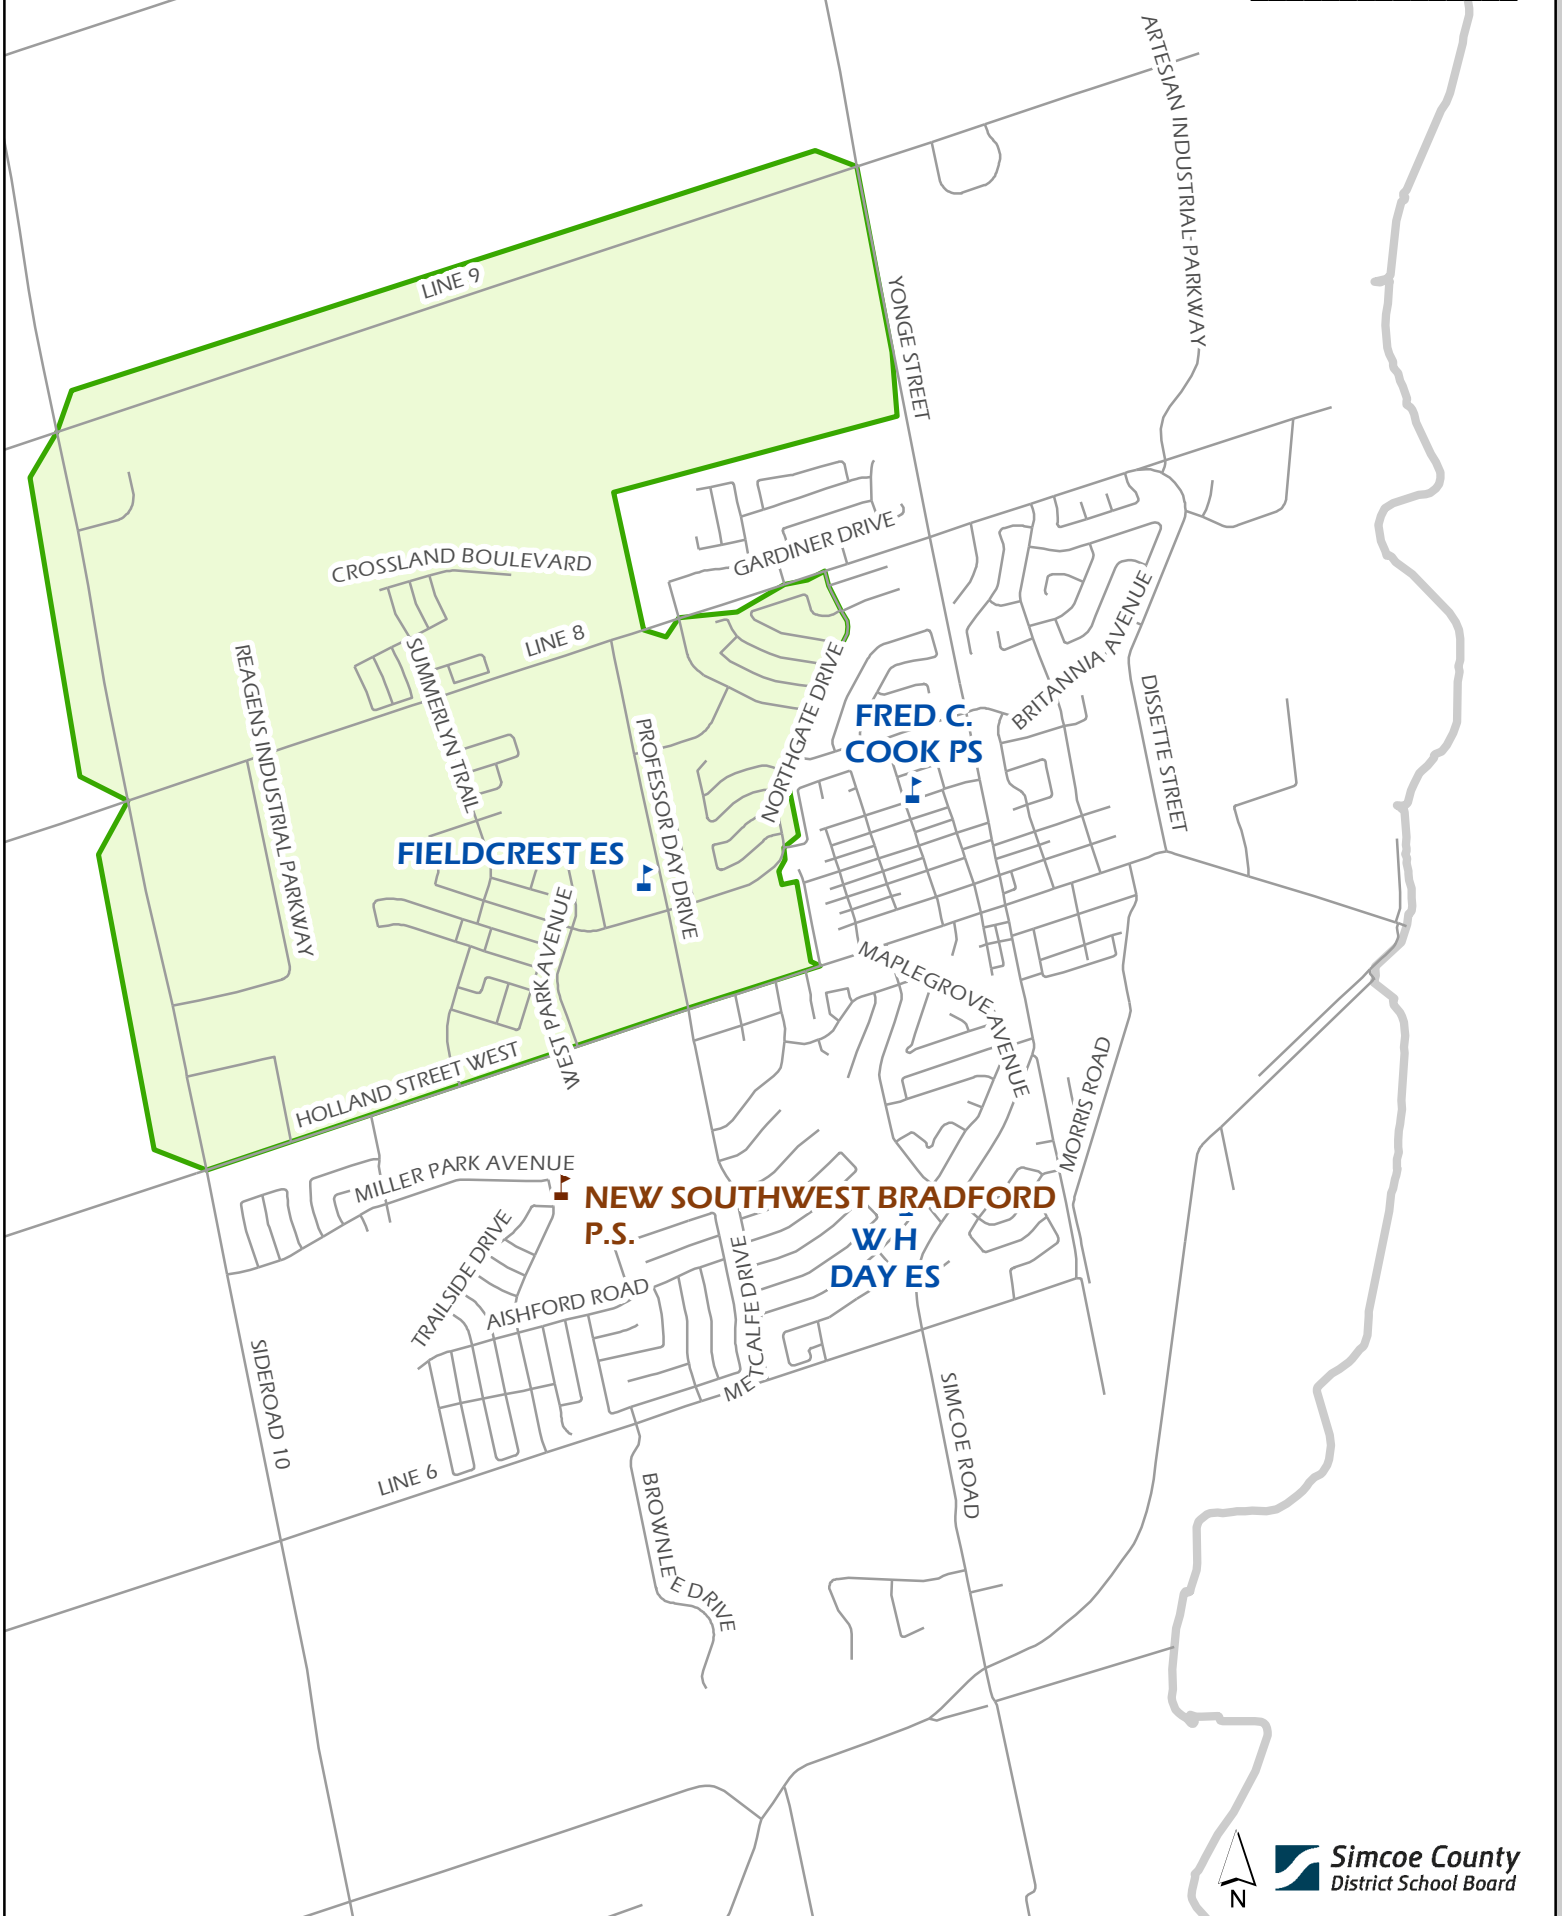 ARTESIAN INDUSTRIAL PARKWAY
LINE 9
YONGE STREET
GARDINER DRIVE
CROSSLAND BOULEVARD
LINE 8
SUMMERLYN TRAIL
REAGENS INDUSTRIAL PARKWAY
PROFESSOR DAY DRIVE
NORTHGATE DRIVE
BRITANNIA AVENUE
DISSETTE STREET
FRED C.
COOK PS
FIELDCREST ES
WEST PARK AVENUE
MAPLEGROVE AVENUE
HOLLAND STREET WEST
MORRIS ROAD
MILLER PARK AVENUE
NEW SOUTHWEST BRADFORD
P.S.
W H
DAY ES
TRAILSIDE DRIVE
AISHFORD ROAD
METCALFE DRIVE
SIDEROAD 10
SIMCOE ROAD
LINE 6
BROWNLEE DRIVE
N
Simcoe County
District School Board